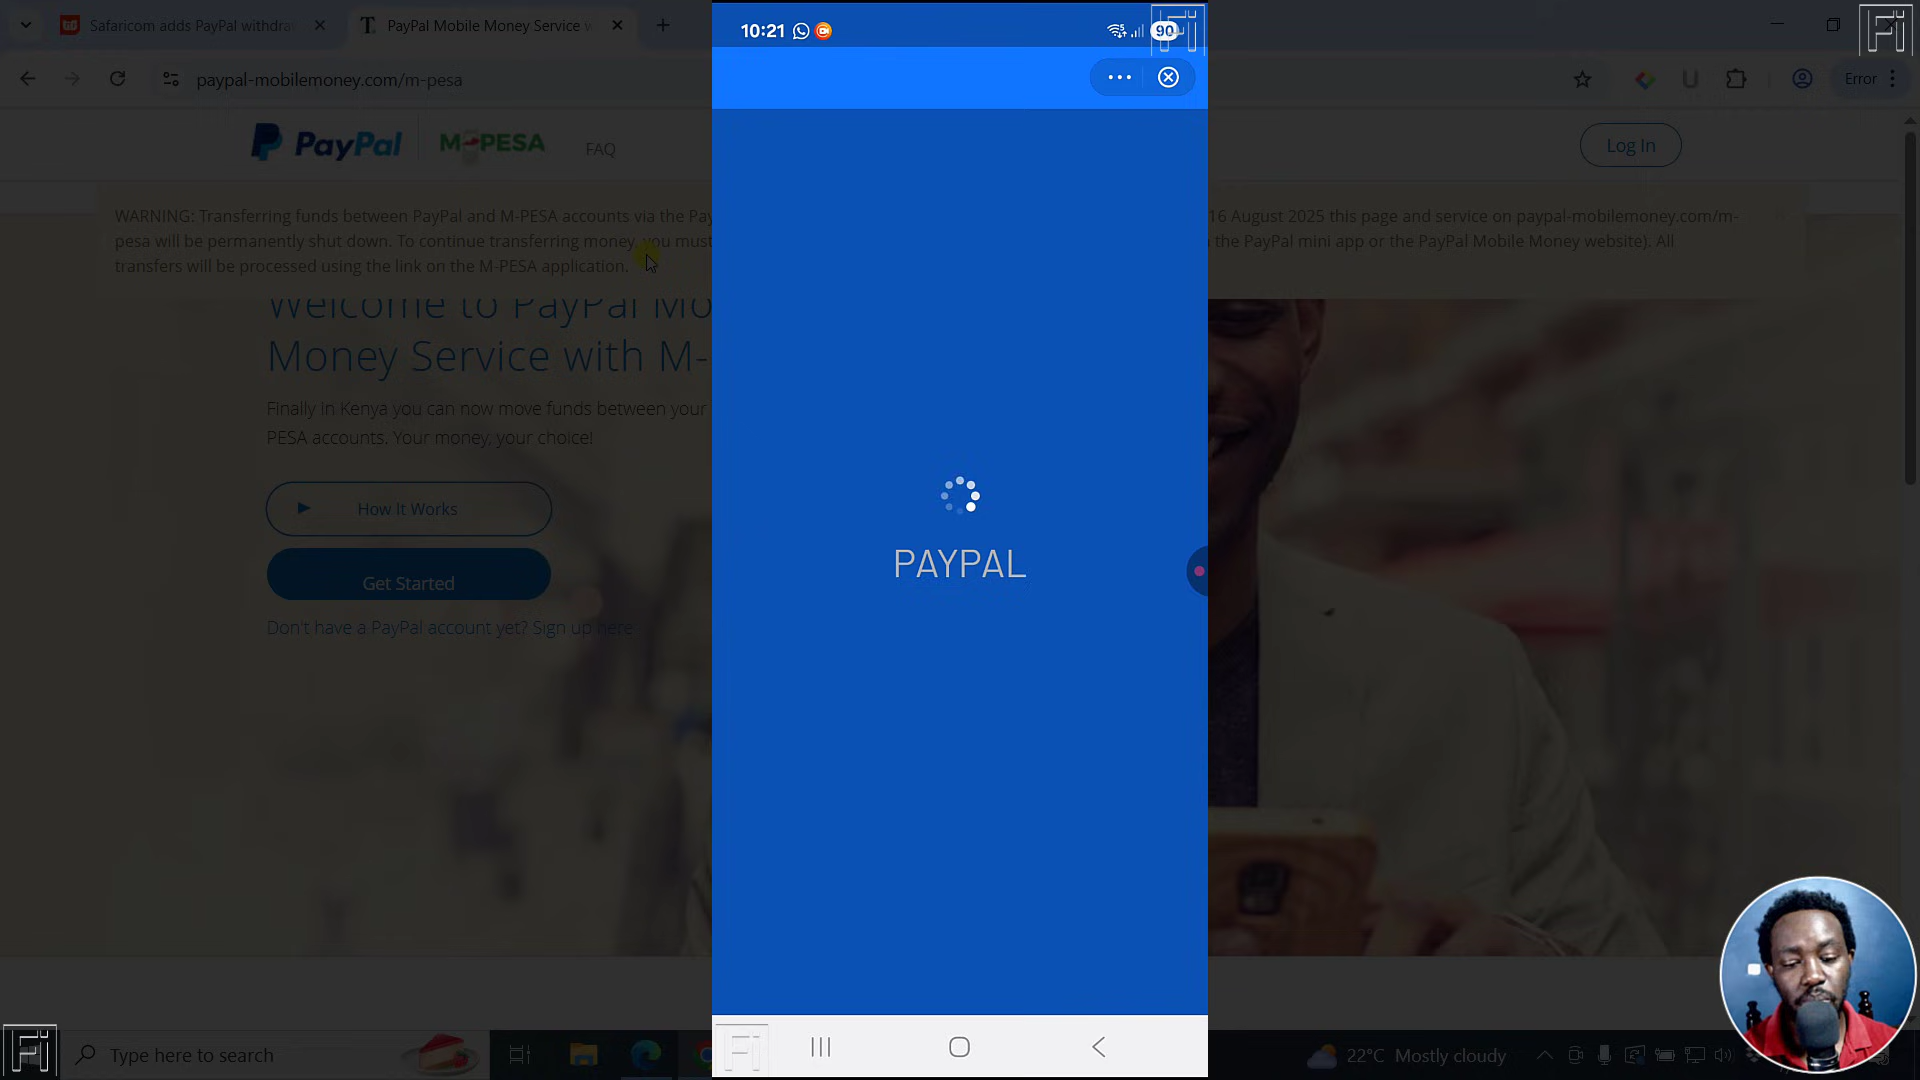 Safaricom adds PayPal withdra
PayPal Mobile Money Service w
paypal-mobilemoney.com/m-pesa
Error
10:21
90
Fi
Fi
PayPal
M-PESA
FAQ
Log In
WARNING: Transferring funds between PayPal and M-PESA accounts via the Pay
16 August 2025 this page and service on paypal-mobilemoney.com/m-
pesa will be permanently shut down. To continue transferring money, you must
the PayPal mini app or the PayPal Mobile Money website). All
transfers will be processed using the link on the M-PESA application.
Welcome to PayPal Mo
Money Service with M-
Finally in Kenya you can now move funds between your
PESA accounts. Your money, your choice!
How It Works
Get Started
Don't have a PayPal account yet? Sign up here
PAYPAL
Fi
Fi
Type here to search
22°C Mostly cloudy